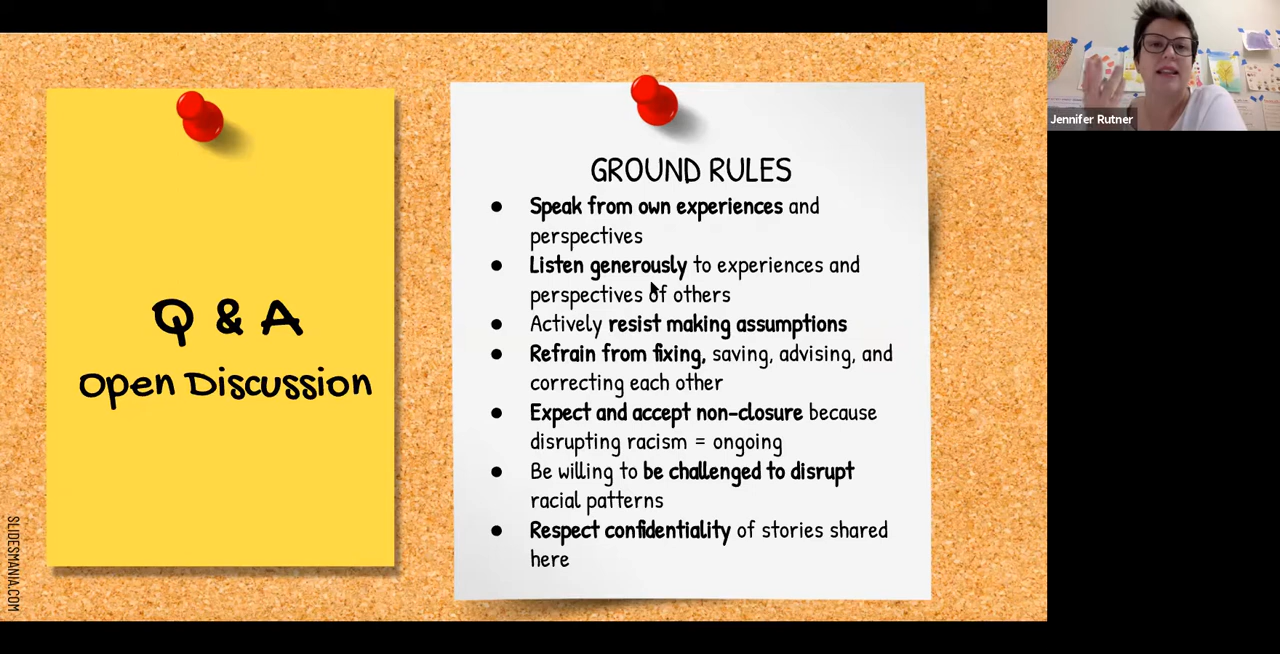 Q & A
Open Discussion
GROUND RULES
● Speak from own experiences and
perspectives
● Listen generously to experiences and
perspectives of others
● Actively resist making assumptions
● Refrain from fixing, saving, advising, and
correcting each other
● Expect and accept non-closure because
disrupting racism = ongoing
● Be willing to be challenged to disrupt
racial patterns
● Respect confidentiality of stories shared
here
SLIDESMANIA.COM
Jennifer Rutner